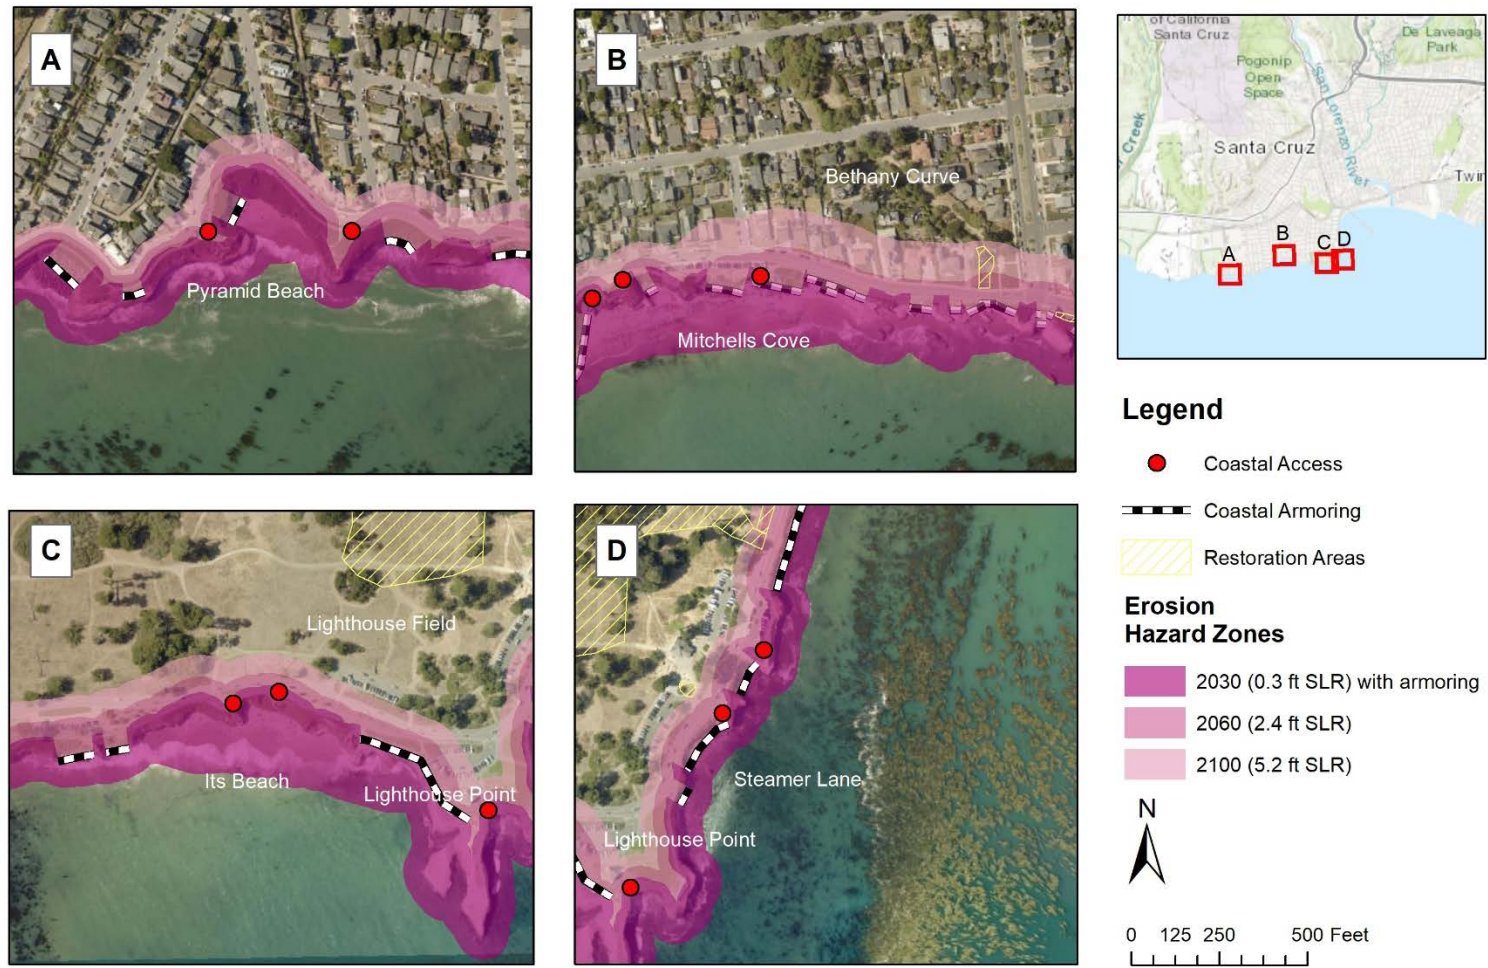 A
Pyramid Beach
B
Bethany Curve
Mitchells Cove
of California
Santa Cruz
De Laveaga
Park
Pogonip
Open
Space
San Lorenzo River
Creek
Santa Cruz
Twin
A
B
C
D
C
Lighthouse Field
Its Beach
Lighthouse Point
D
Steamer Lane
Lighthouse Point
Legend
Coastal Access
Coastal Armoring
Restoration Areas
Erosion
Hazard Zones
2030 (0.3 ft SLR) with armoring
2060 (2.4 ft SLR)
2100 (5.2 ft SLR)
N
0 125 250 500 Feet